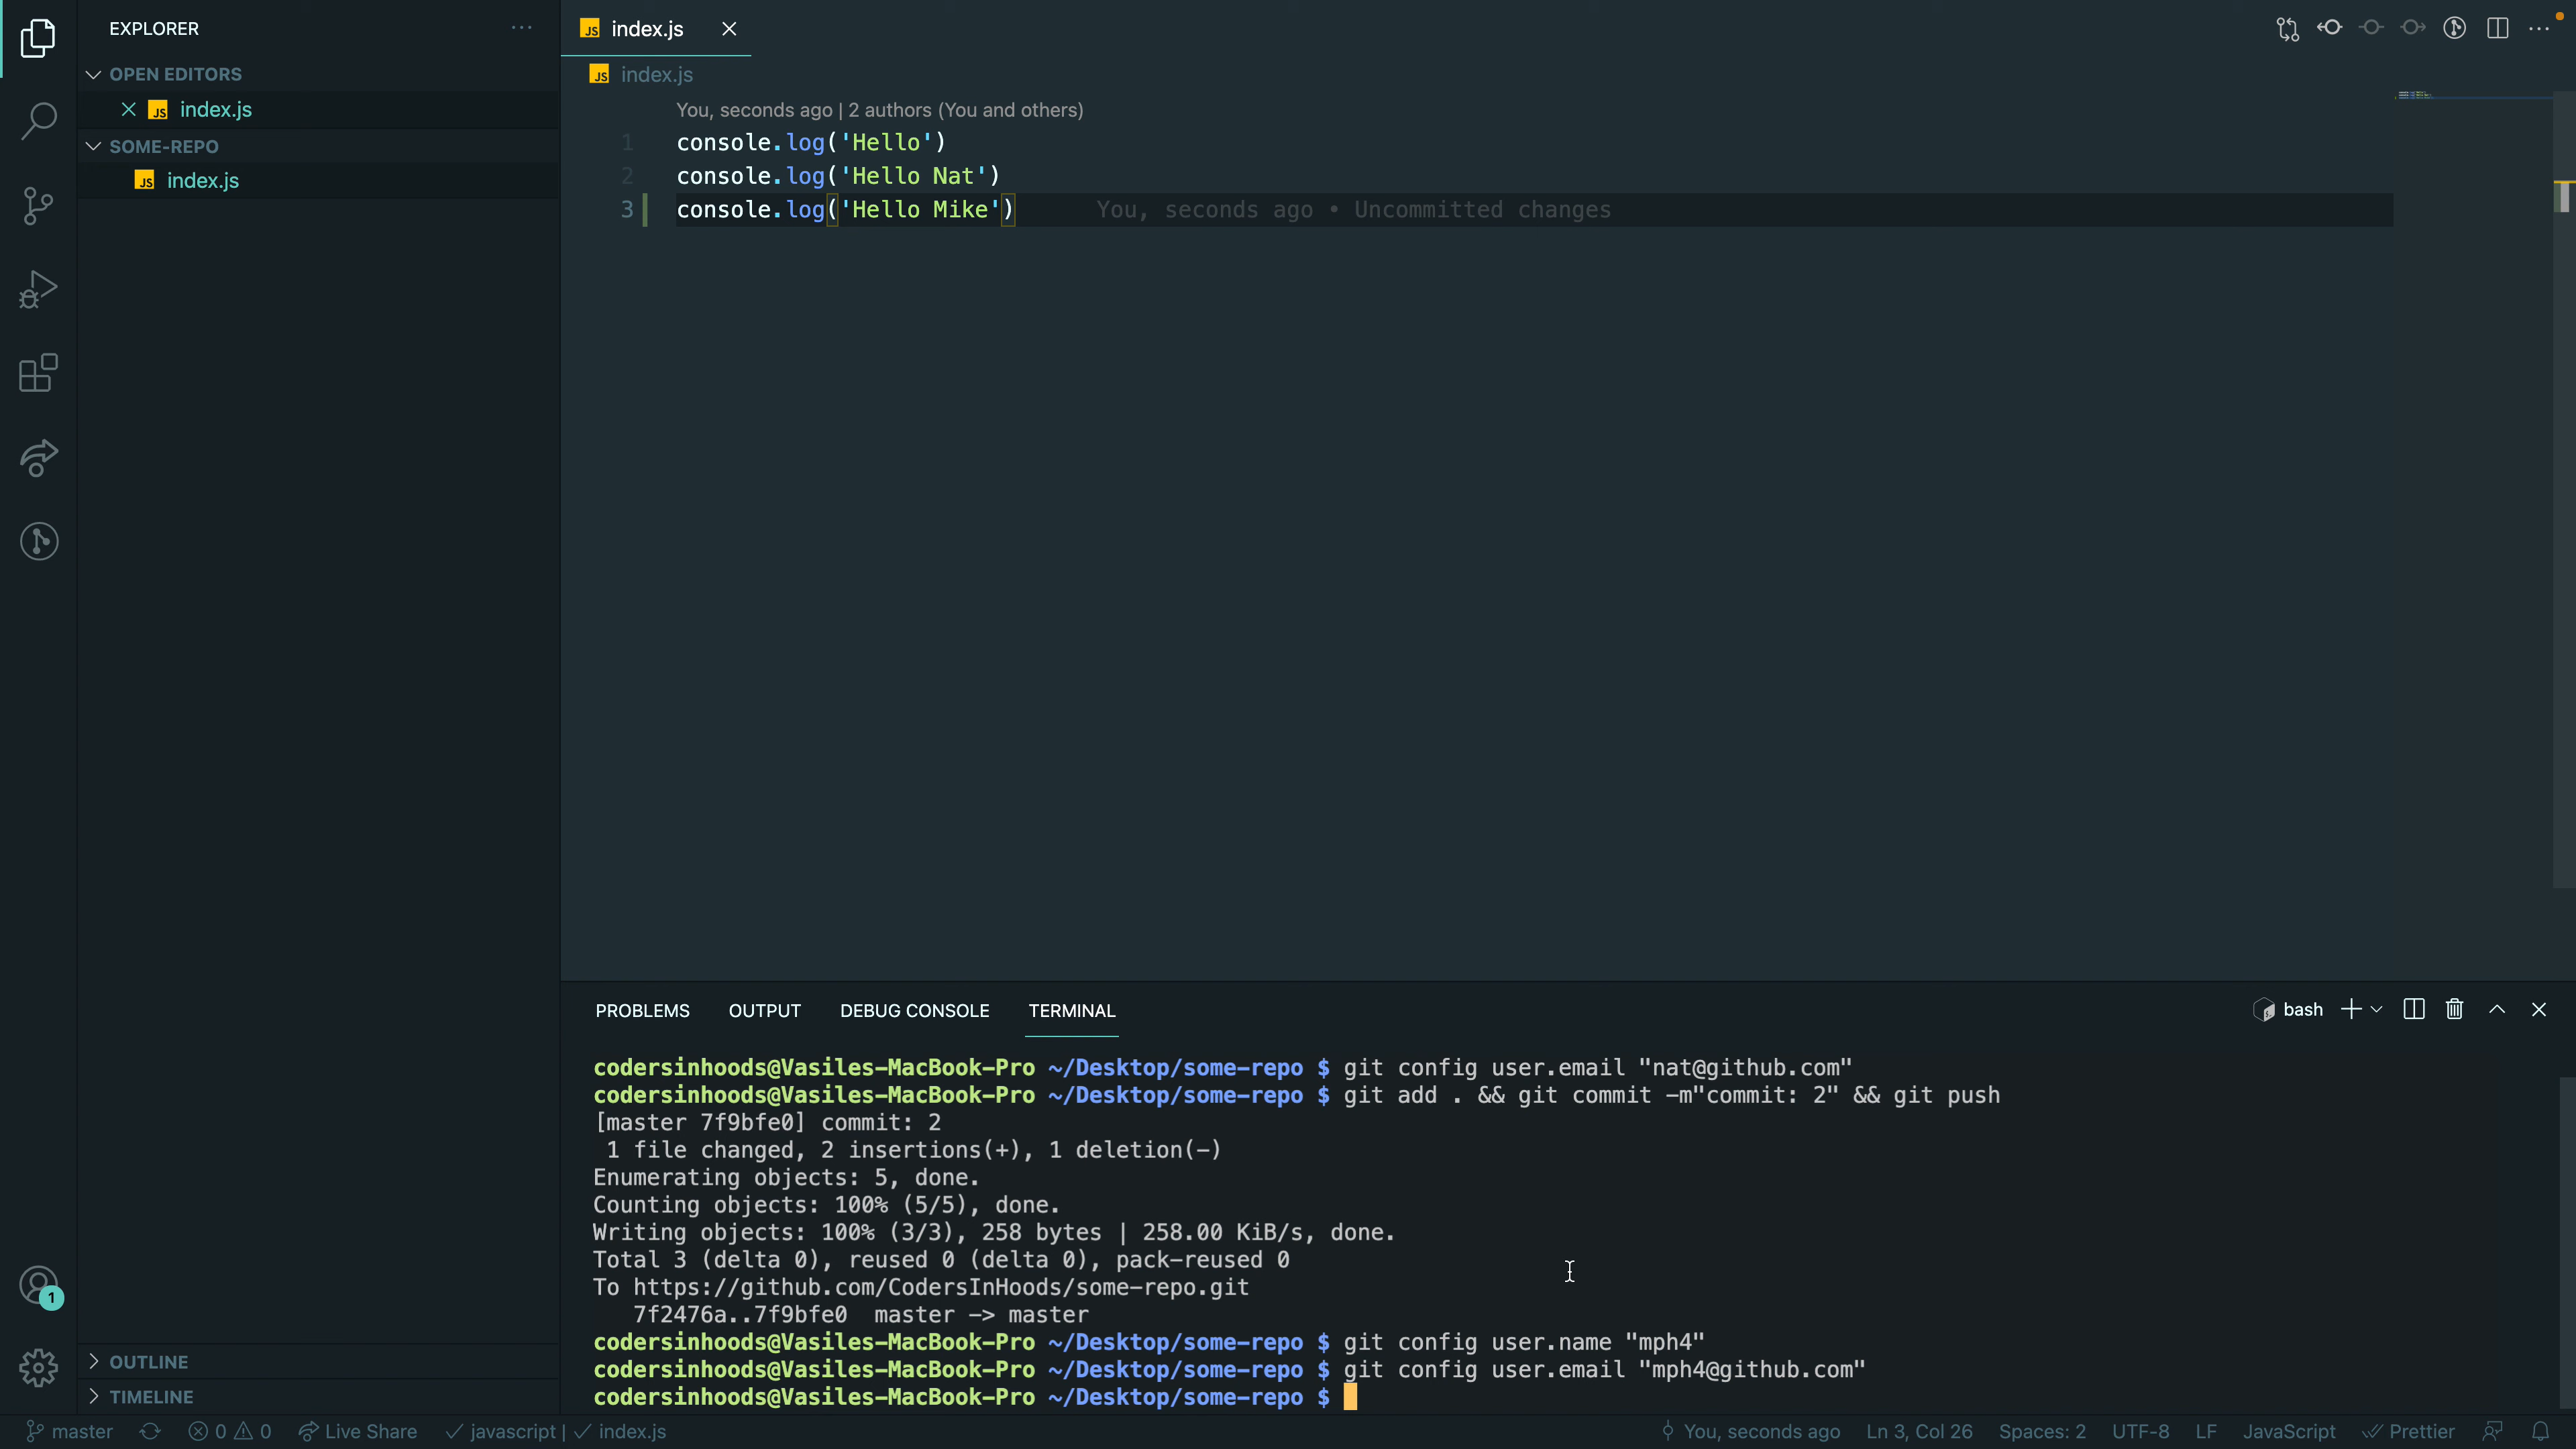 EXPLORER
OPEN EDITORS
JS index.js
SOME-REPO
JS index.js
OUTLINE
TIMELINE
JS index.js
JS index.js
You, seconds ago | 2 authors (You and others)
1 console.log('Hello')
2 console.log('Hello Nat')
3 console.log('Hello Mike') You, seconds ago • Uncommitted changes
PROBLEMS OUTPUT DEBUG CONSOLE TERMINAL
bash
codersinhoods@Vasiles-MacBook-Pro ~/Desktop/some-repo $ git config user.email "nat@github.com"
codersinhoods@Vasiles-MacBook-Pro ~/Desktop/some-repo $ git add . && git commit -m"commit: 2" && git push
[master 7f9bfe0] commit: 2
1 file changed, 2 insertions(+), 1 deletion(-)
Enumerating objects: 5, done.
Counting objects: 100% (5/5), done.
Writing objects: 100% (3/3), 258 bytes | 258.00 KiB/s, done.
Total 3 (delta 0), reused 0 (delta 0), pack-reused 0
To https://github.com/CodersInHoods/some-repo.git
7f2476a..7f9bfe0 master -> master
codersinhoods@Vasiles-MacBook-Pro ~/Desktop/some-repo $ git config user.name "mph4"
codersinhoods@Vasiles-MacBook-Pro ~/Desktop/some-repo $ git config user.email "mph4@github.com"
codersinhoods@Vasiles-MacBook-Pro ~/Desktop/some-repo $
1
master 0 0 Live Share javascript | index.js You, seconds ago Ln 3, Col 26 Spaces: 2 UTF-8 LF JavaScript Prettier